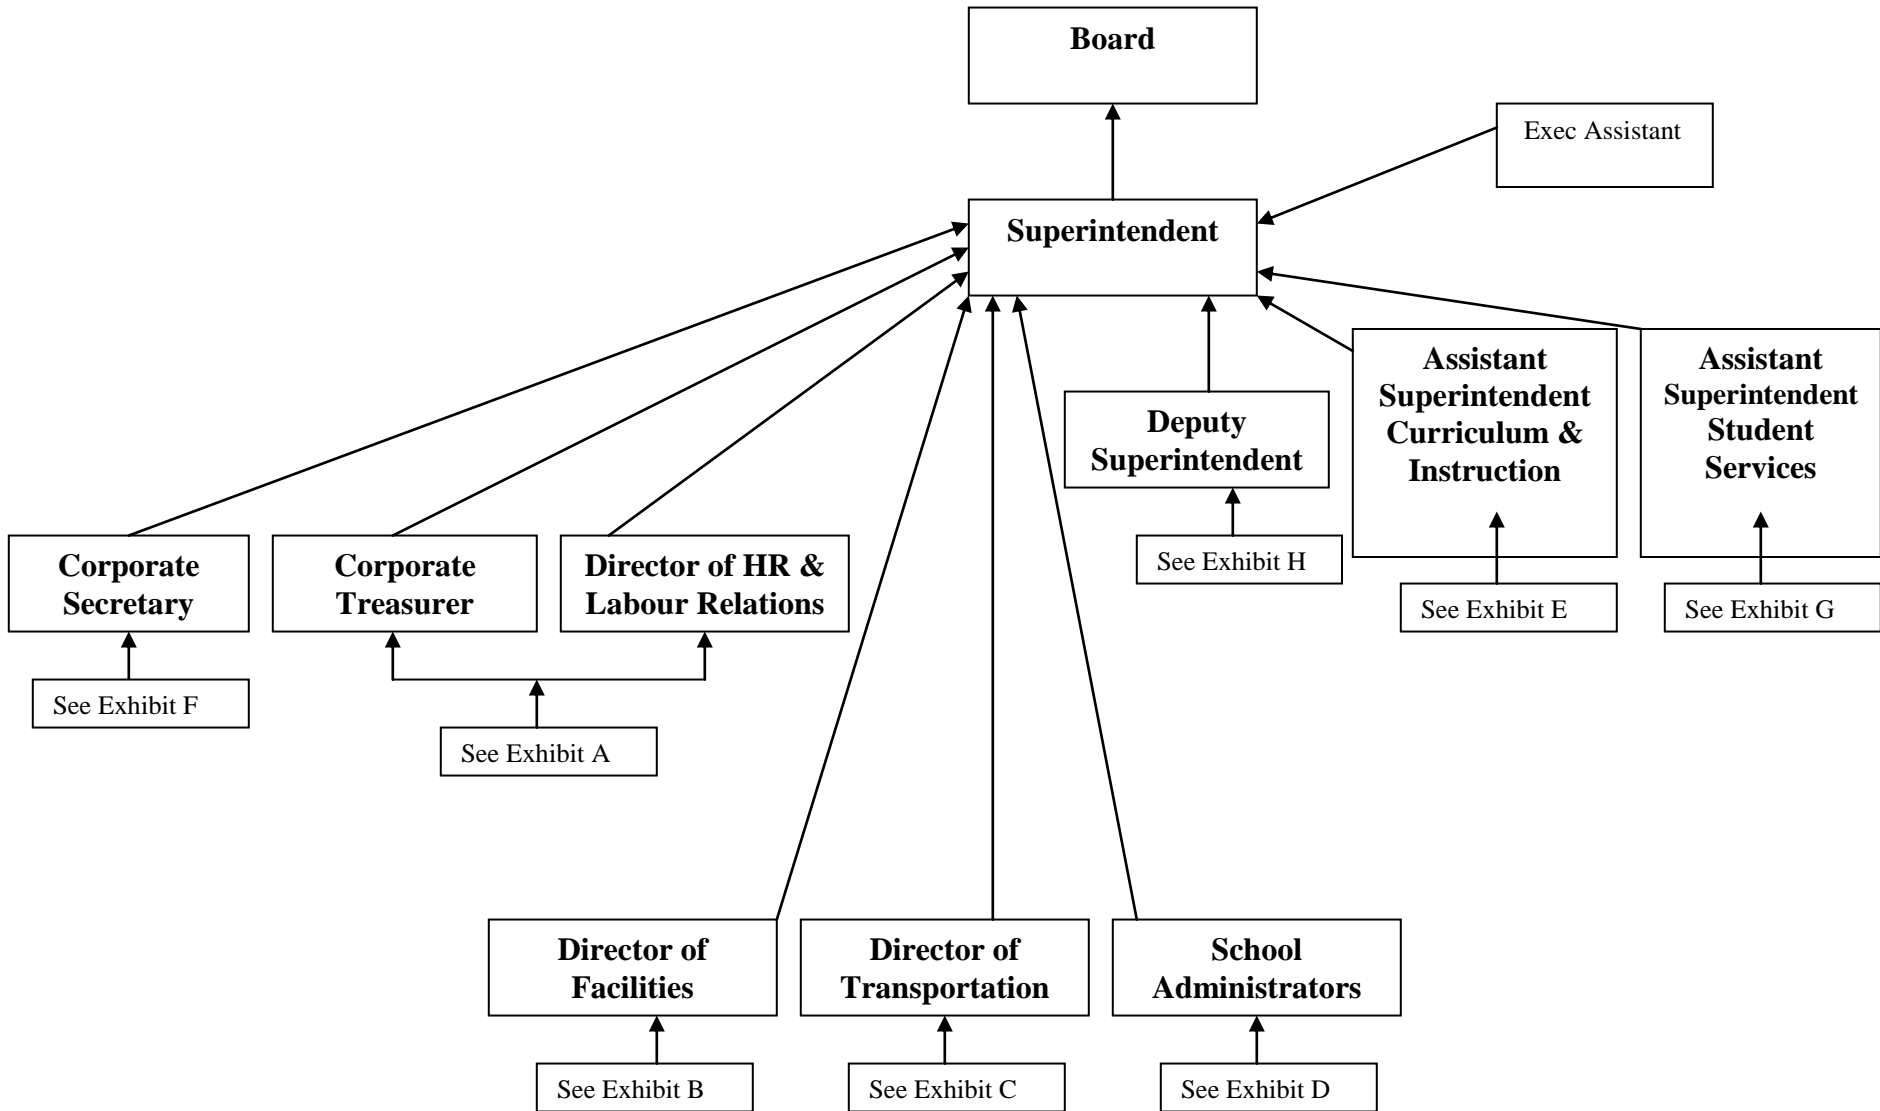 Board
Exec Assistant
Superintendent
Assistant
Superintendent
Curriculum &
Instruction
Assistant
Superintendent
Student
Services
Deputy
Superintendent
See Exhibit H
Corporate
Secretary
Corporate
Treasurer
Director of HR &
Labour Relations
See Exhibit E
See Exhibit G
See Exhibit F
See Exhibit A
Director of
Facilities
Director of
Transportation
School
Administrators
See Exhibit B
See Exhibit C
See Exhibit D